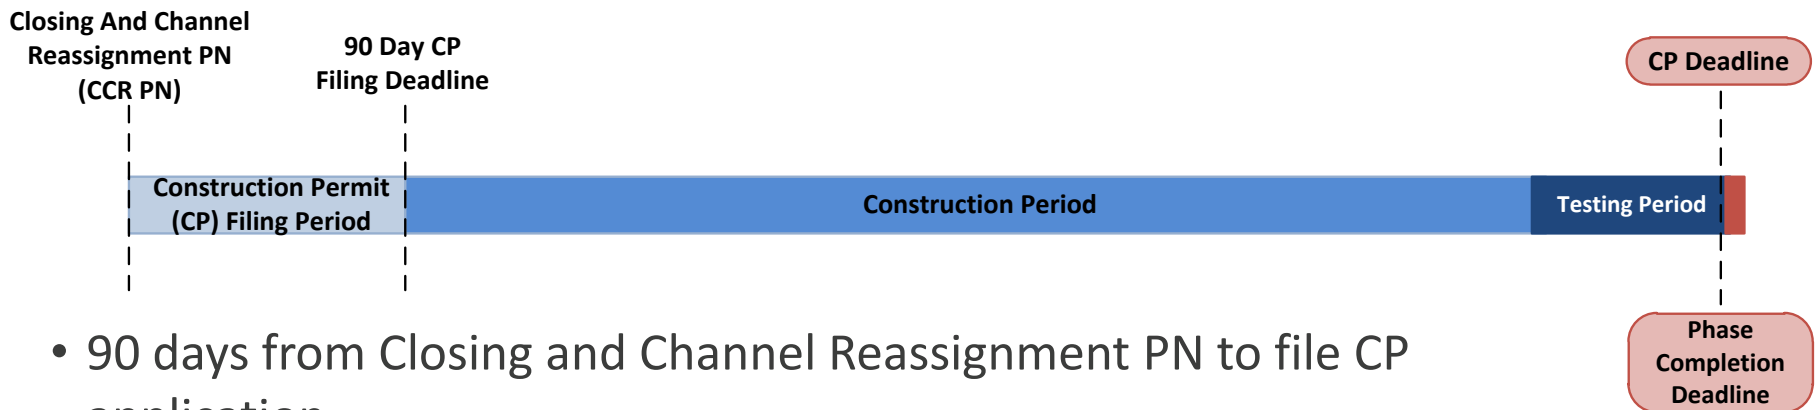 Closing And Channel
Reassignment PN
(CCR PN)
90 Day CP
Filing Deadline
CP Deadline
Construction Permit
(CP) Filing Period
Construction Period
Testing Period
Phase
Completion
Deadline
• 90 days from Closing and Channel Reassignment PN to file CP
application